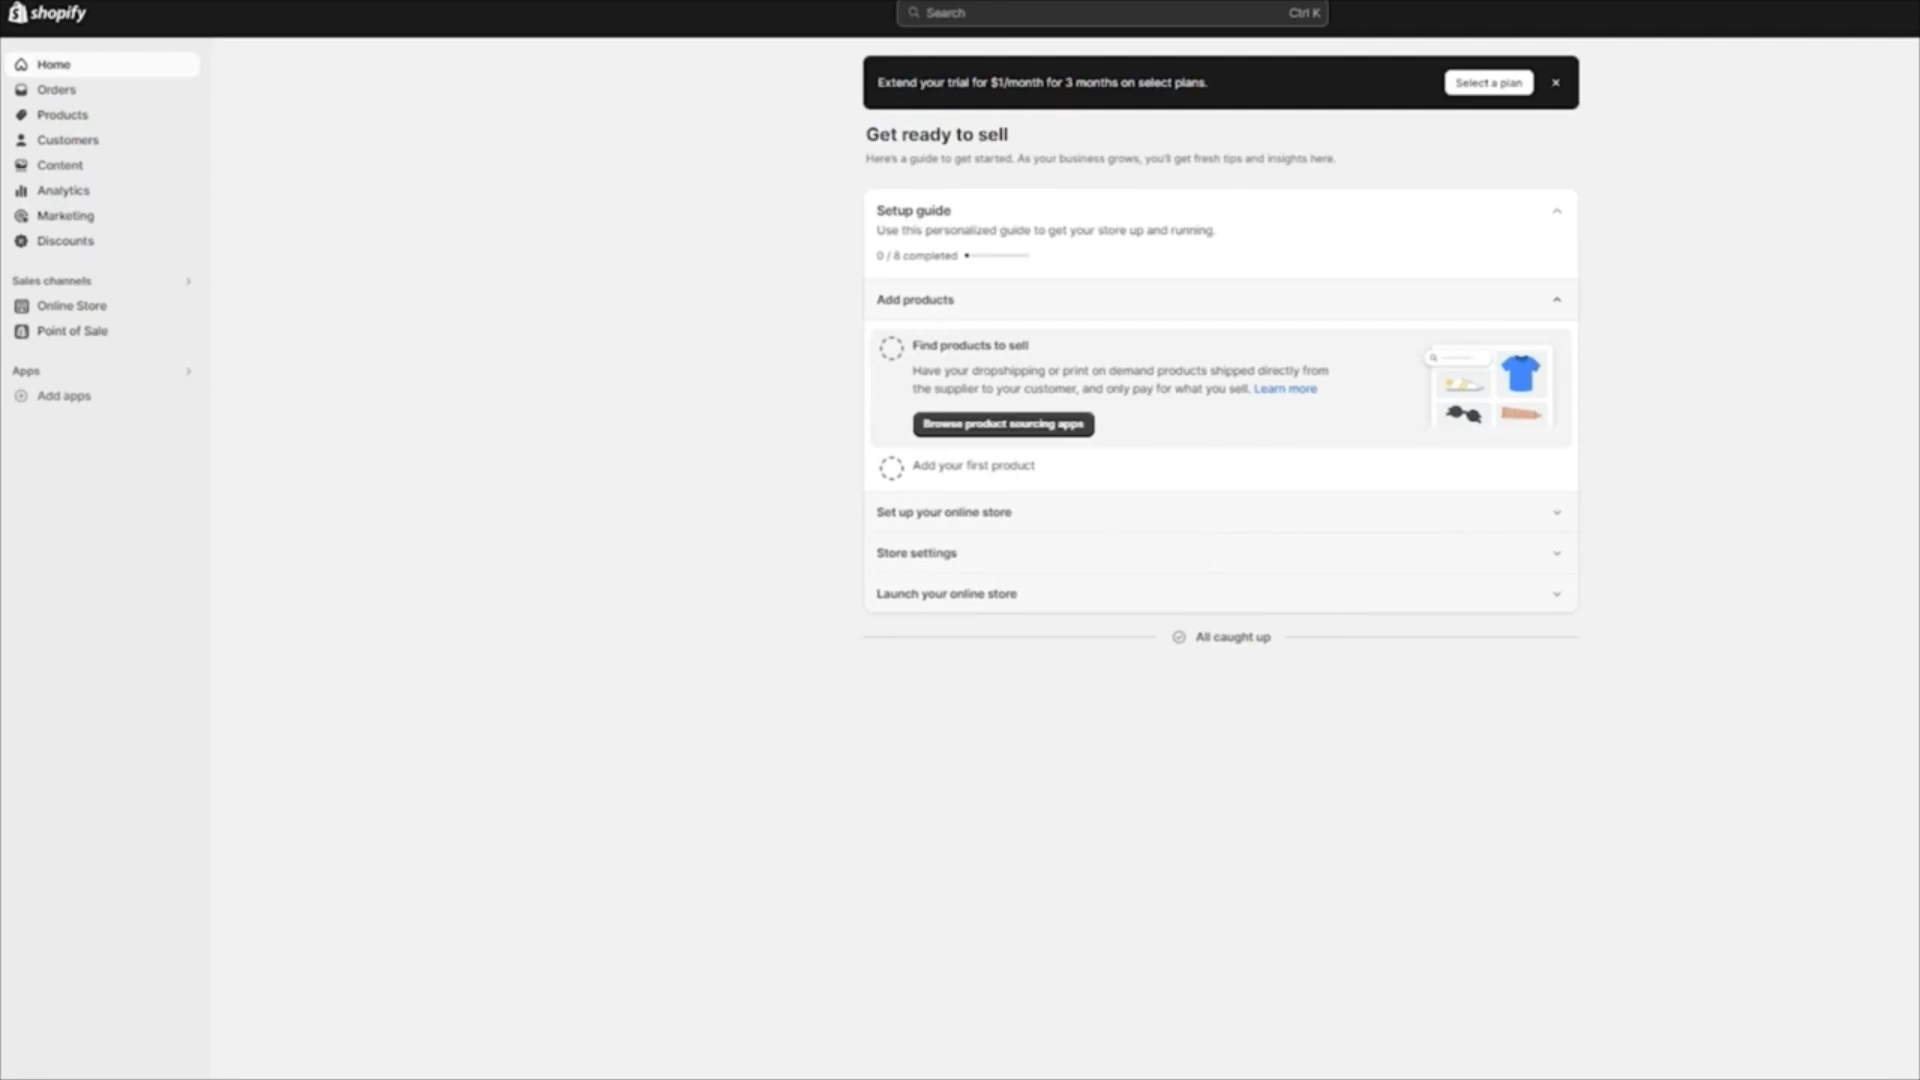 shopify
Search Ctrl K
Home
Orders
Products
Customers
Content
Analytics
Marketing
Discounts
Sales channels
Online Store
Point of Sale
Apps
Add apps
Extend your trial for $1/month for 3 months on select plans.
Select a plan
Get ready to sell
Here's a guide to get started. As your business grows, you'll get fresh tips and insights here.
Setup guide
Use this personalized guide to get your store up and running.
0 / 8 completed
Add products
Find products to sell
Have your dropshipping or print on demand products shipped directly from
the supplier to your customer, and only pay for what you sell. Learn more
Browse product sourcing apps
Add your first product
Set up your online store
Store settings
Launch your online store
All caught up